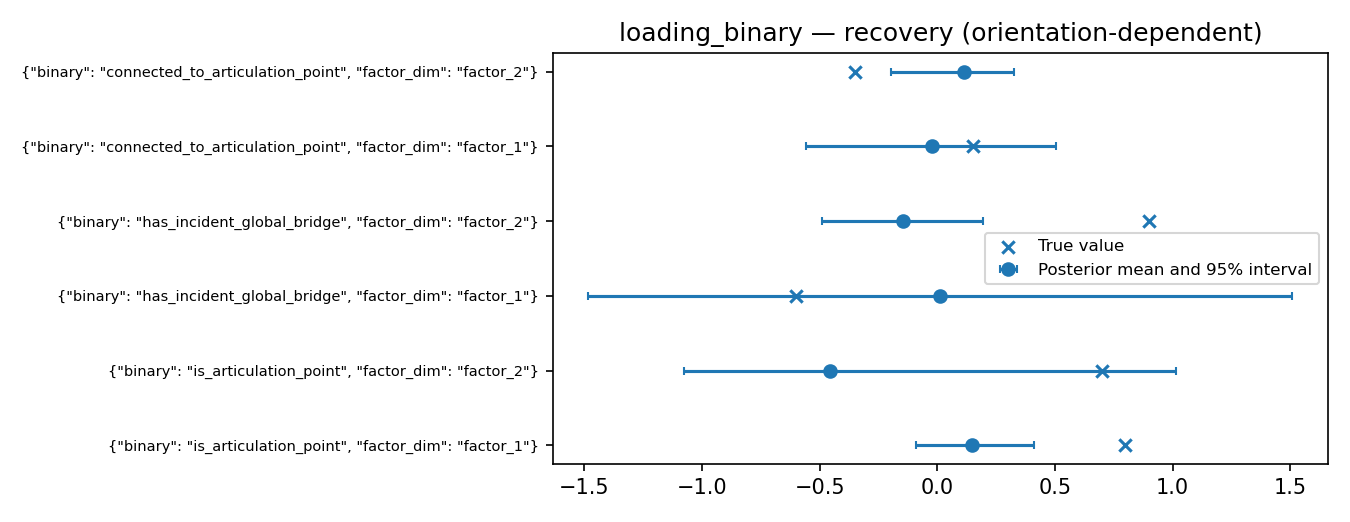 loading_binary — recovery (orientation-dependent)
{"binary": "connected_to_articulation_point", "factor_dim": "factor_2"}
{"binary": "connected_to_articulation_point", "factor_dim": "factor_1"}
{"binary": "has_incident_global_bridge", "factor_dim": "factor_2"}
True value
Posterior mean and 95% interval
{"binary": "has_incident_global_bridge", "factor_dim": "factor_1"}
{"binary": "is_articulation_point", "factor_dim": "factor_2"}
{"binary": "is_articulation_point", "factor_dim": "factor_1"}
−1.5 −1.0 −0.5 0.0 0.5 1.0 1.5